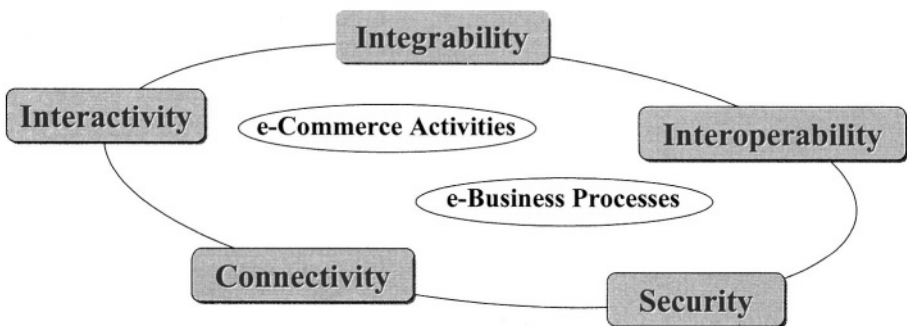 Integrability
Interactivity
e-Commerce Activities
Interoperability
e-Business Processes
Connectivity
Security